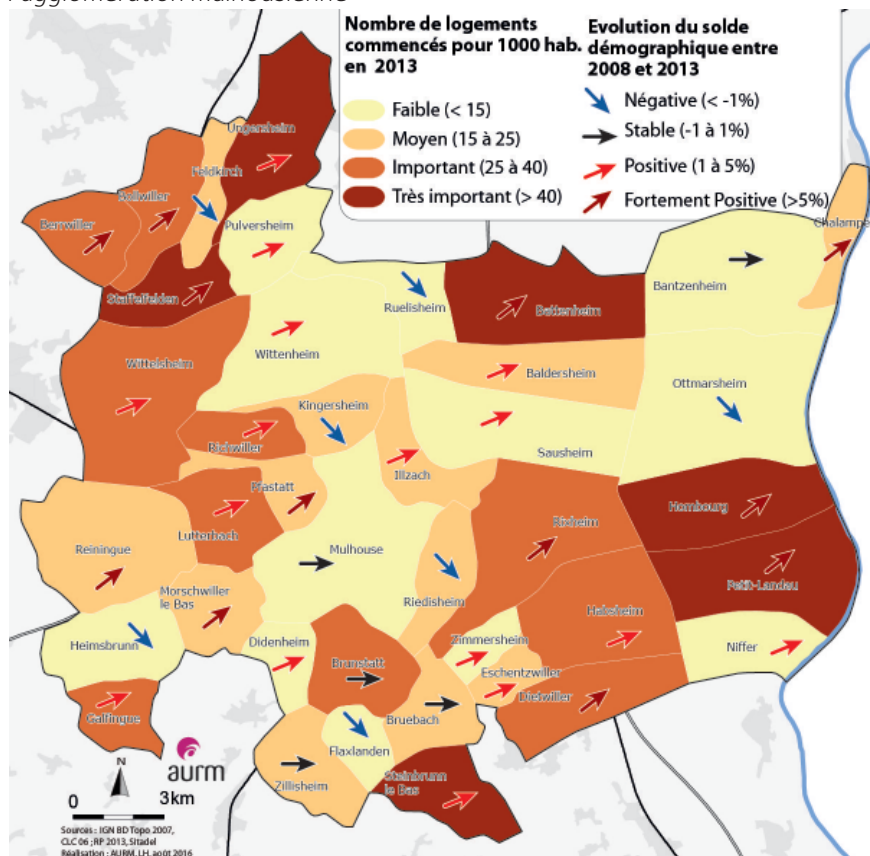 l'agglomération mulhousienne
Nombre de logements
commencés pour 1000 hab.
en 2013
Faible (< 15)
Moyen (15 à 25)
Important (25 à 40)
Très important (> 40)
Evolution du solde
démographique entre
2008 et 2013
Négative (< -1%)
Stable (-1 à 1%)
Positive (1 à 5%)
Fortement Positive (>5%)
Ungersheim
Feldkirch
Bollwiller
Berrwiller
Pulversheim
Staffelfelden
Ruelisheim
Battenheim
Bantzenheim
Chalampe
Wittelsheim
Wittenheim
Baldersheim
Ottmarsheim
Kingersheim
Richwiller
Illzach
Sausheim
Pfastatt
Lutterbach
Reiningue
Mulhouse
Rixheim
Hombourg
Petit-Landau
Morschwiller
le Bas
Riedisheim
Habsheim
Heimsbrunn
Didenheim
Brunstatt
Zimmersheim
Eschentzwiller
Dietwiller
Niffer
Galfingue
Bruebach
Flaxlanden
Zillisheim
Steinbrunn
le Bas
N
aurm
0 3km
Sources : IGN BD Topo 2007,
CLC 06 ; RP 2013, Sitadel
Réalisation : AURM, LH, août 2016